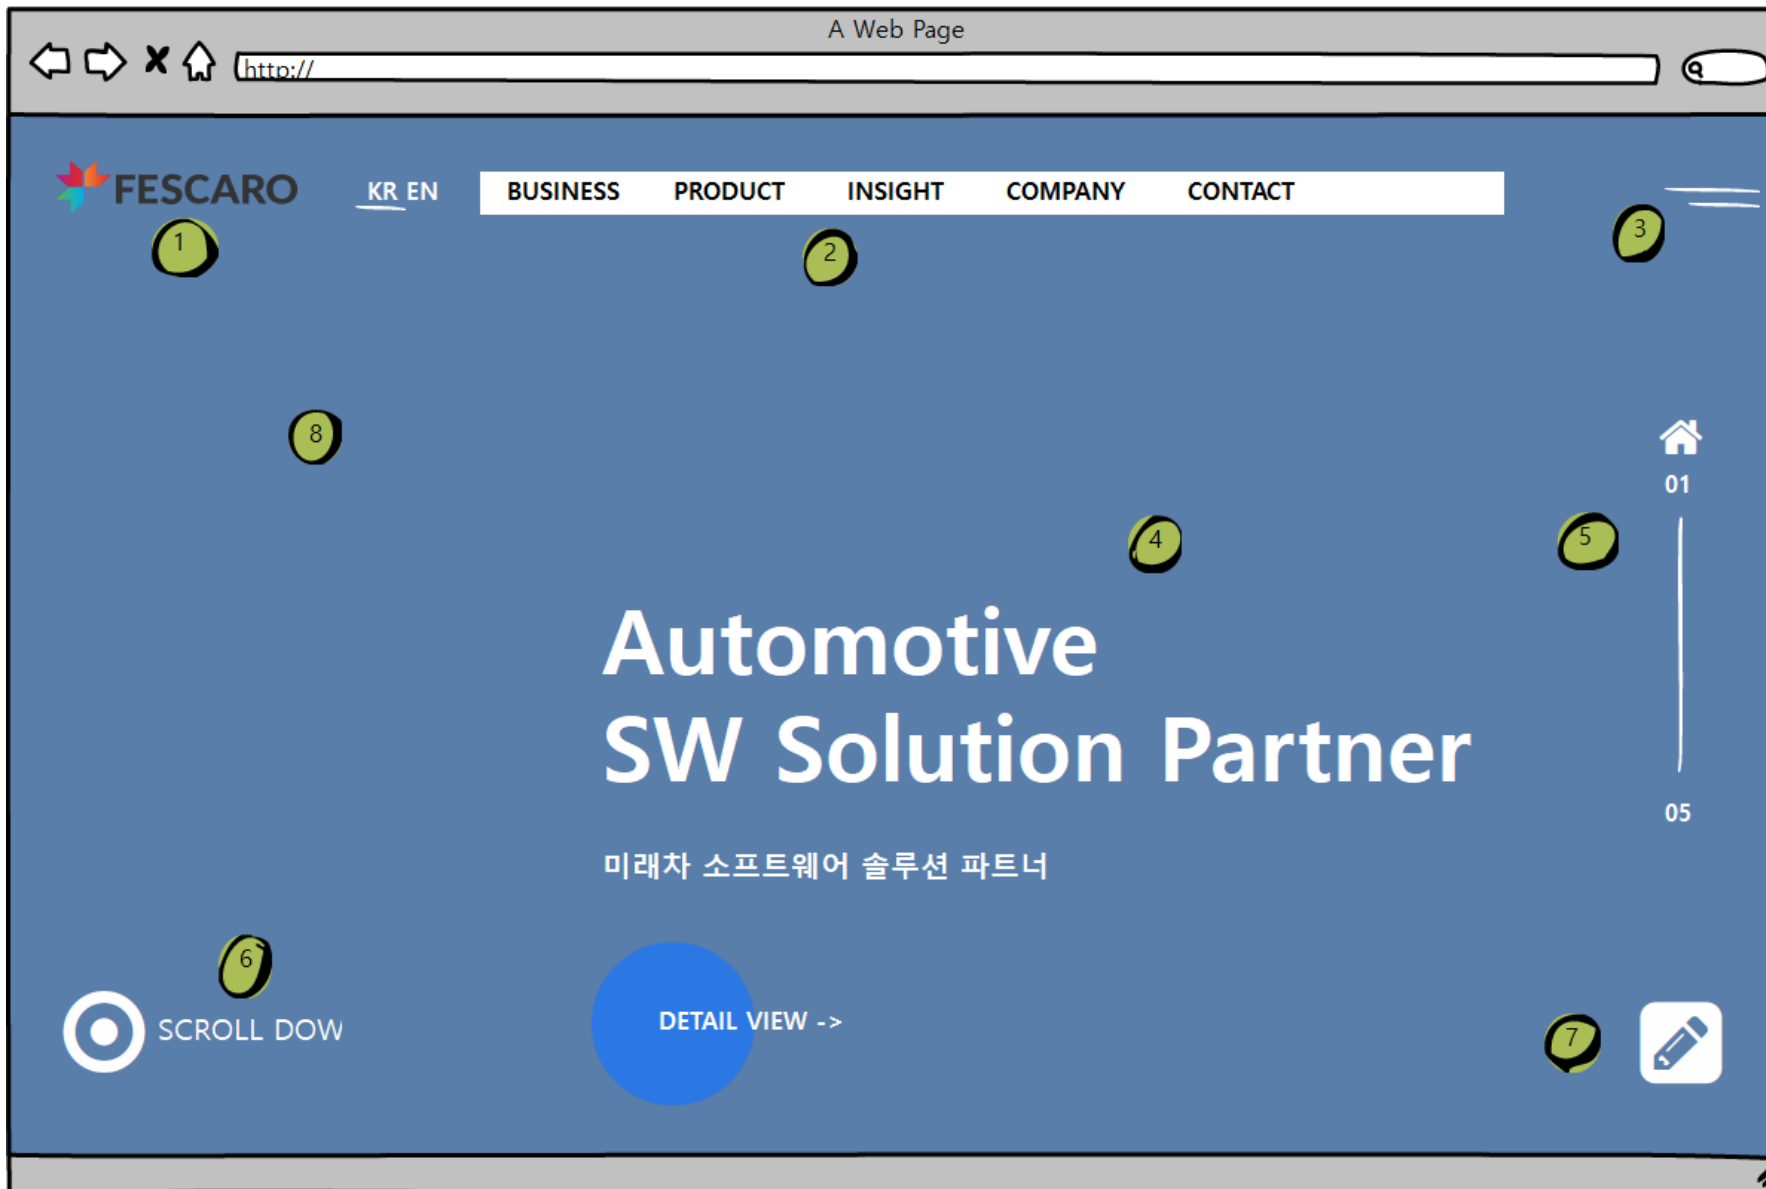 A Web Page
http://
FESCARO KR EN BUSINESS PRODUCT INSIGHT COMPANY CONTACT
1
2
3
8
01
4
5
Automotive
SW Solution Partner
05
미래차 소프트웨어 솔루션 파트너
6
SCROLL DOW
DETAIL VIEW ->
7